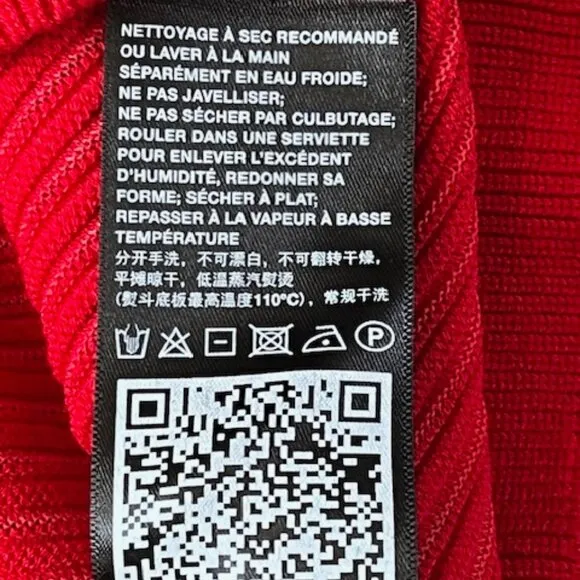 NETTOYAGE À SEC RECOMMANDÉ
OU LAVER À LA MAIN
SÉPARÉMENT EN EAU FROIDE;
NE PAS JAVELLISER;
NE PAS SÉCHER PAR CULBUTAGE;
ROULER DANS UNE SERVIETTE
POUR ENLEVER L'EXCÉDENT
D'HUMIDITÉ, REDONNER SA
FORME; SÉCHER À PLAT;
REPASSER À LA VAPEUR À BASSE
TEMPÉRATURE
分开手洗, 不可漂白, 不可翻转干燥,
平摊晾干, 低温蒸汽熨烫
(熨斗底板最高温度110°C), 常规干洗
P